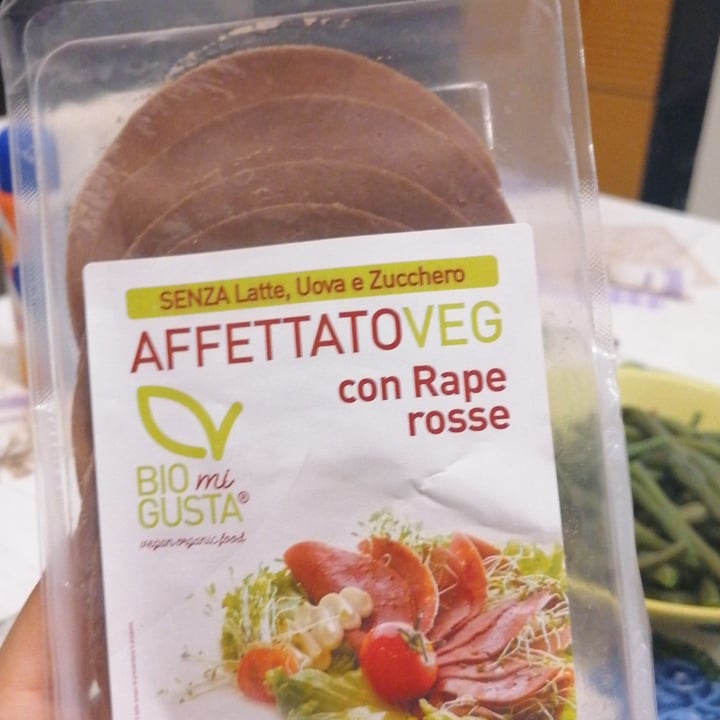 SENZA Latte, Uova e Zucchero
AFFETTATOVEG
con Rape
rosse
BIO mi
GUSTA®
vegan organic food